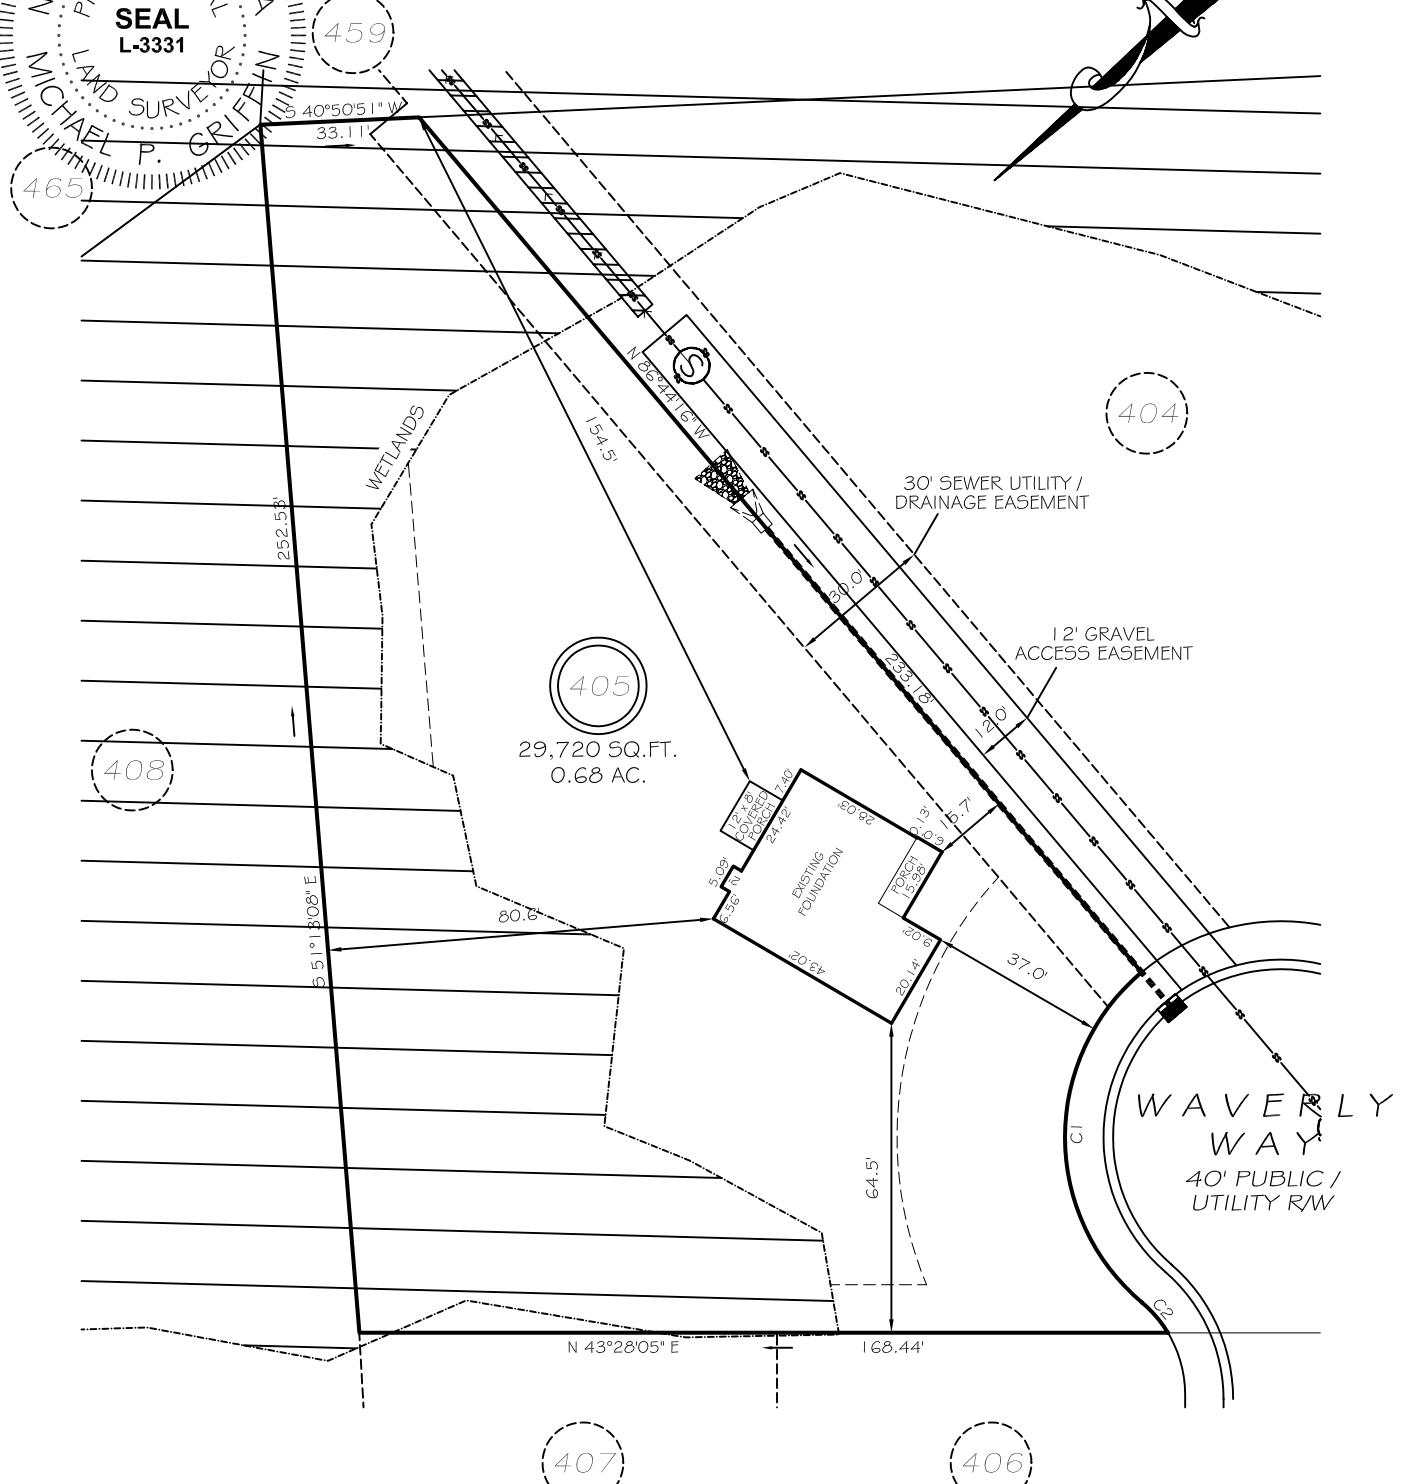 SEAL
L-3331
LAND SURVEYOR
MICHAEL P. GRIFFIN
459
465
S 40°50'51" W
33.11'
N 86°44'16" W
154.5'
WETLANDS
404
30' SEWER UTILITY /
DRAINAGE EASEMENT
252.53'
30.0'
12' GRAVEL
ACCESS EASEMENT
405
29,720 SQ.FT.
0.68 AC.
233.18'
12.0'
408
7.40'
12' x 8'
COVERED
PORCH
24.42'
28.03'
15.7'
0.13'
6.0'
5.09'
2'
6.56'
EXISTING
FOUNDATION
PORCH
15.98'
S 51°13'08" E
80.6'
9.02'
43.02'
20.14'
37.0'
S
WAVERLY
WAY
40' PUBLIC /
UTILITY R/W
C1
64.5'
C2
N 43°28'05" E
168.44'
407
406